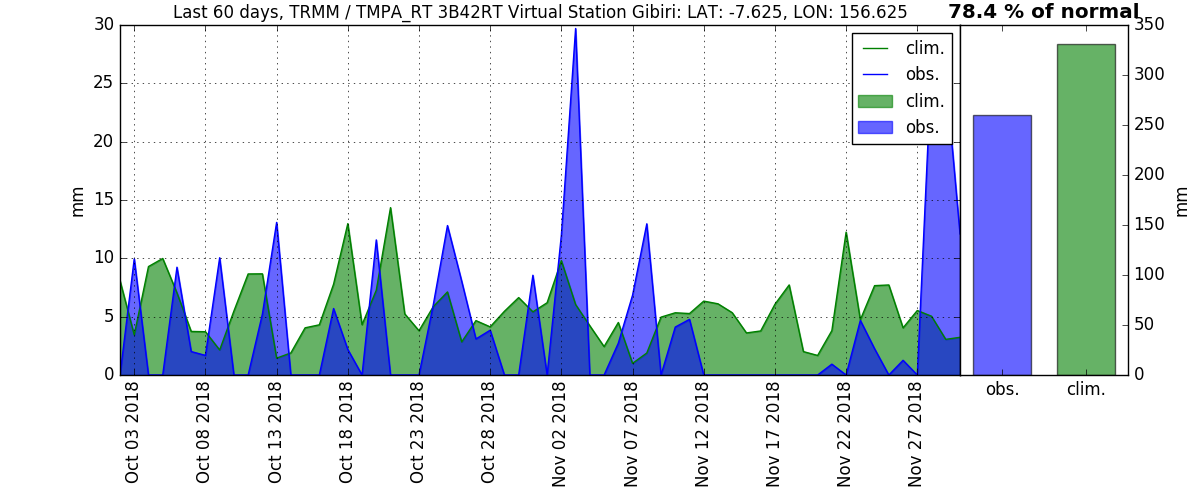 Last 60 days, TRMM / TMPA_RT 3B42RT Virtual Station Gibiri: LAT: -7.625, LON: 156.625
78.4 % of normal
30
25
20
15
10
5
0
mm
clim.
obs.
clim.
obs.
Oct 03 2018
Oct 08 2018
Oct 13 2018
Oct 18 2018
Oct 23 2018
Oct 28 2018
Nov 02 2018
Nov 07 2018
Nov 12 2018
Nov 17 2018
Nov 22 2018
Nov 27 2018
350
300
250
200
150
100
50
0
mm
obs.
clim.